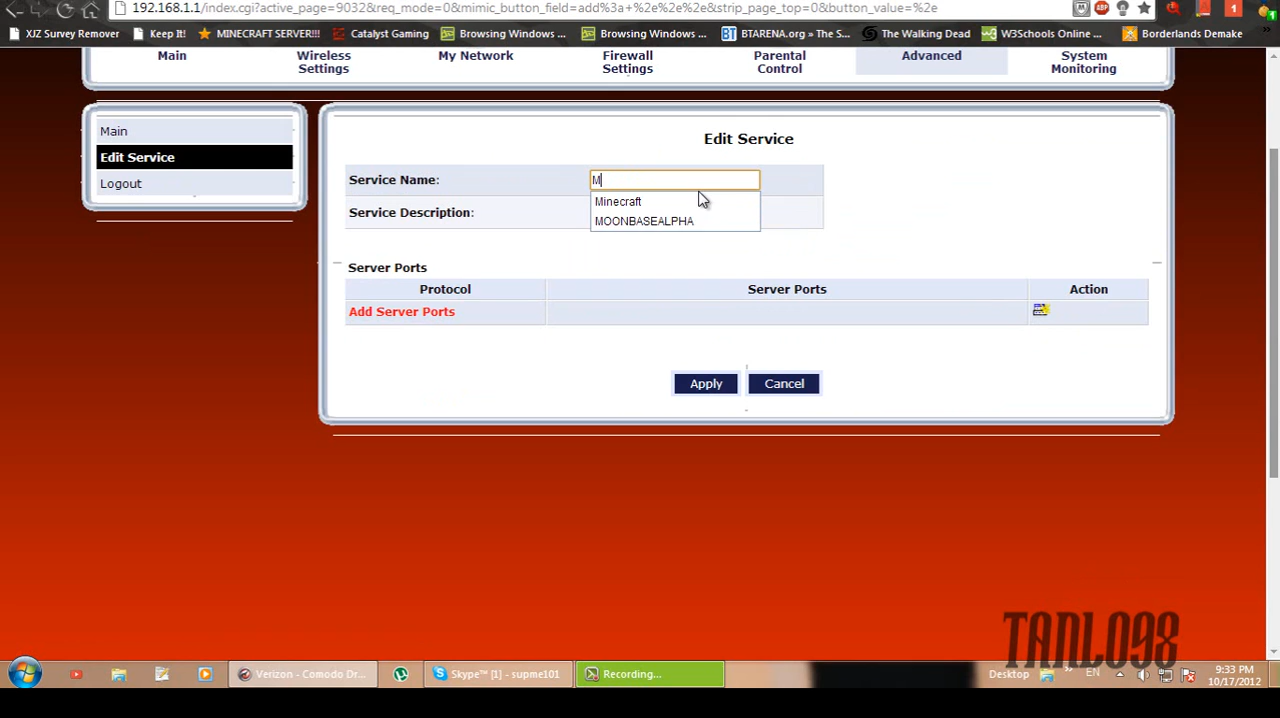 192.168.1.1/index.cgi?active_page=9032&req_mode=0&mimic_button_field=add%3a+%2e%2e%2e&strip_page_top=0&button_value=%2e
XJZ Survey Remover
Keep It!
MINECRAFT SERVER!!!
Catalyst Gaming
Browsing Windows ...
Browsing Windows ...
BTARENA.org » The S...
The Walking Dead
W3Schools Online ...
Borderlands Demake
Main
Wireless Settings
My Network
Firewall Settings
Parental Control
Advanced
System Monitoring
Main
Edit Service
Logout
Edit Service
Service Name:
M
Minecraft
MOONBASEALPHA
Service Description:
Server Ports
Protocol
Server Ports
Action
Add Server Ports
Apply
Cancel
TANLO98
Verizon - Comodo Dr...
Skype™ [1] - supme101
Recording...
Desktop
EN
9:33 PM
10/17/2012